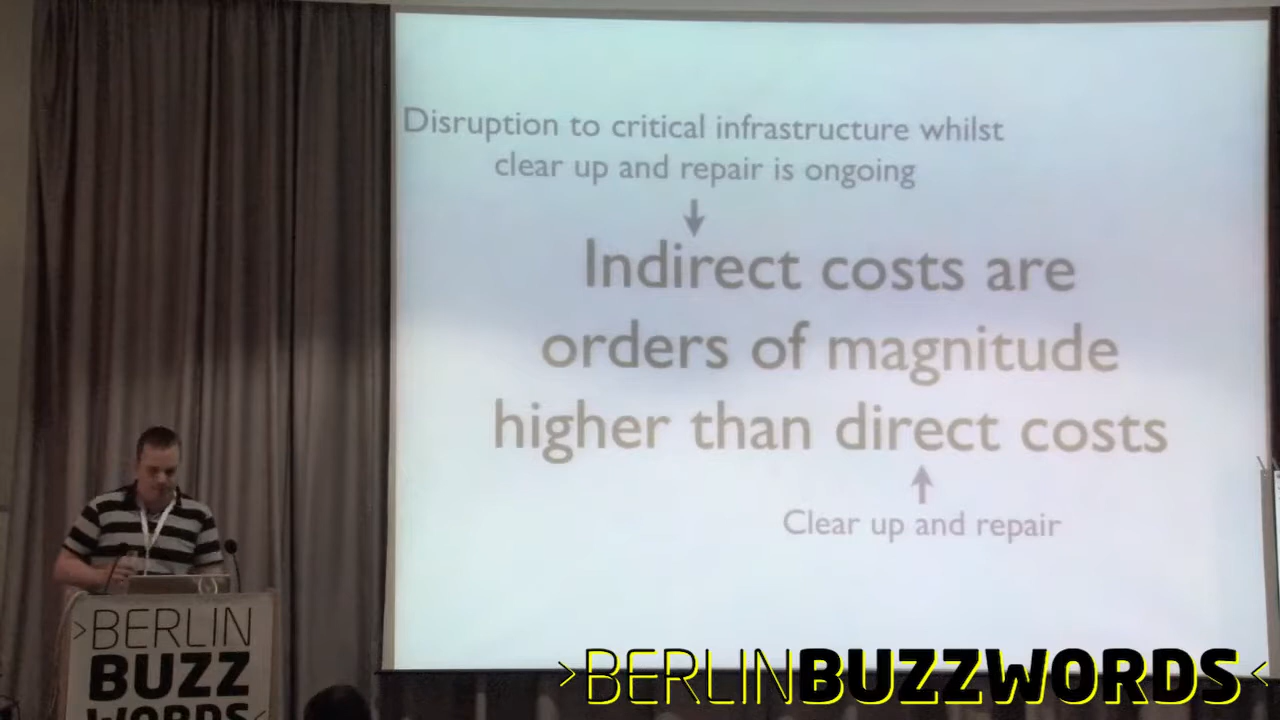 Disruption to critical infrastructure whilst
clear up and repair is ongoing
Indirect costs are
orders of magnitude
higher than direct costs
Clear up and repair
>BERLIN
BUZZ
WORDS<
>BERLINBUZZWORDS<